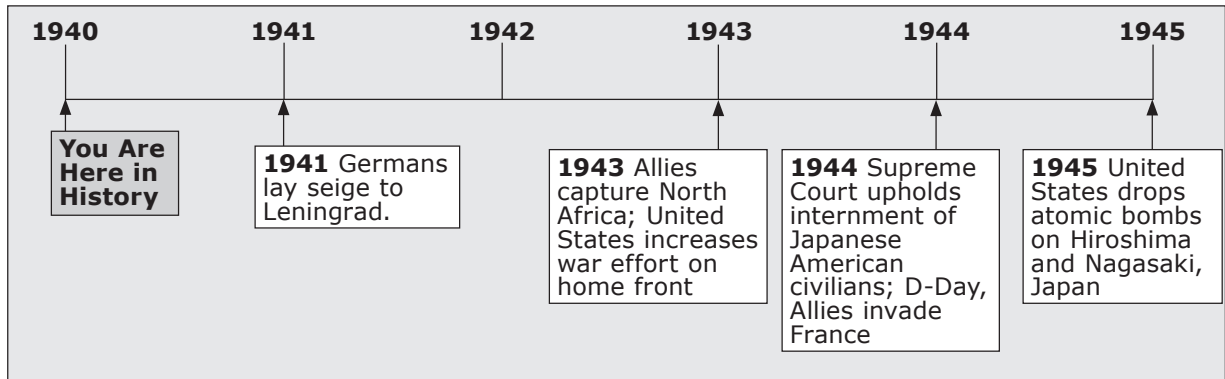 1940 1941 1942 1943 1944 1945
You Are
Here in
History
1941 Germans
lay seige to
Leningrad.
1943 Allies
capture North
Africa; United
States increases
war effort on
home front
1944 Supreme
Court upholds
internment of
Japanese
American
civilians; D-Day,
Allies invade
France
1945 United
States drops
atomic bombs
on Hiroshima
and Nagasaki,
Japan